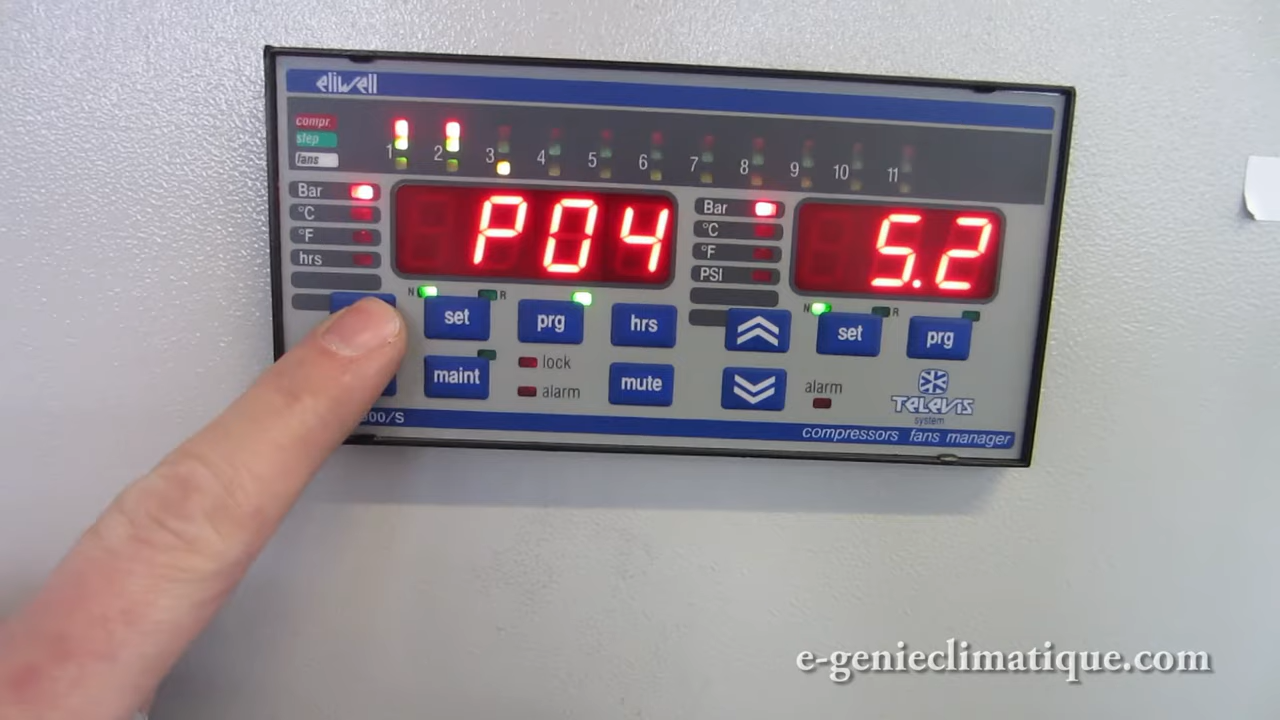 eliwell
compr.
step
fans
1 2 3 4 5 6 7 8 9 10 11
Bar
°C
°F
hrs
P04
Bar
°C
°F
PSI
5.2
N R
N R
set prg hrs
set prg
maint
lock
alarm
mute
alarm
TELEVIS
system
00/S
compressors fans manager
e-genieclimatique.com